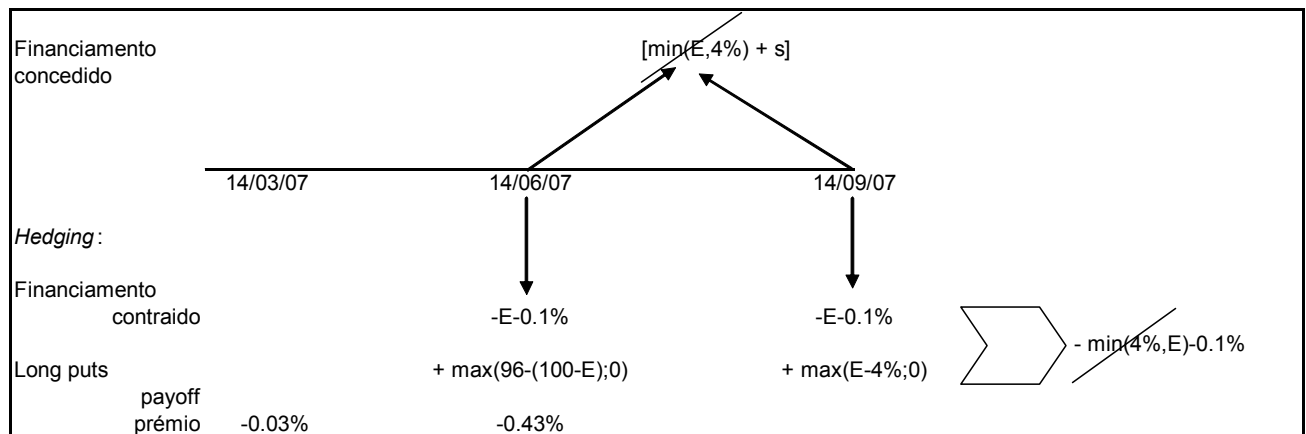 Financiamento [min(E,4%) + s]
concedido
14/03/07 14/06/07 14/09/07
Hedging:
Financiamento
contraido -E-0.1% -E-0.1% - min(4%,E)-0.1%
Long puts + max(96-(100-E);0) + max(E-4%;0)
payoff
prémio -0.03% -0.43%